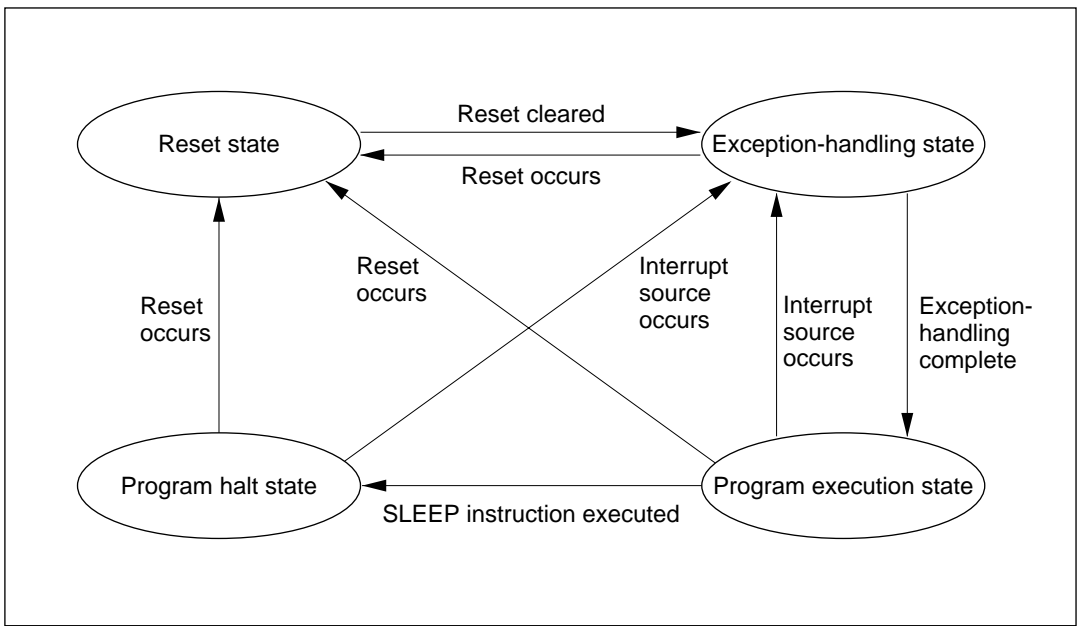 Reset state
Reset cleared
Exception-handling state
Reset occurs
Reset
occurs
Reset
occurs
Interrupt
source
occurs
Interrupt
source
occurs
Exception-
handling
complete
Program halt state
SLEEP instruction executed
Program execution state